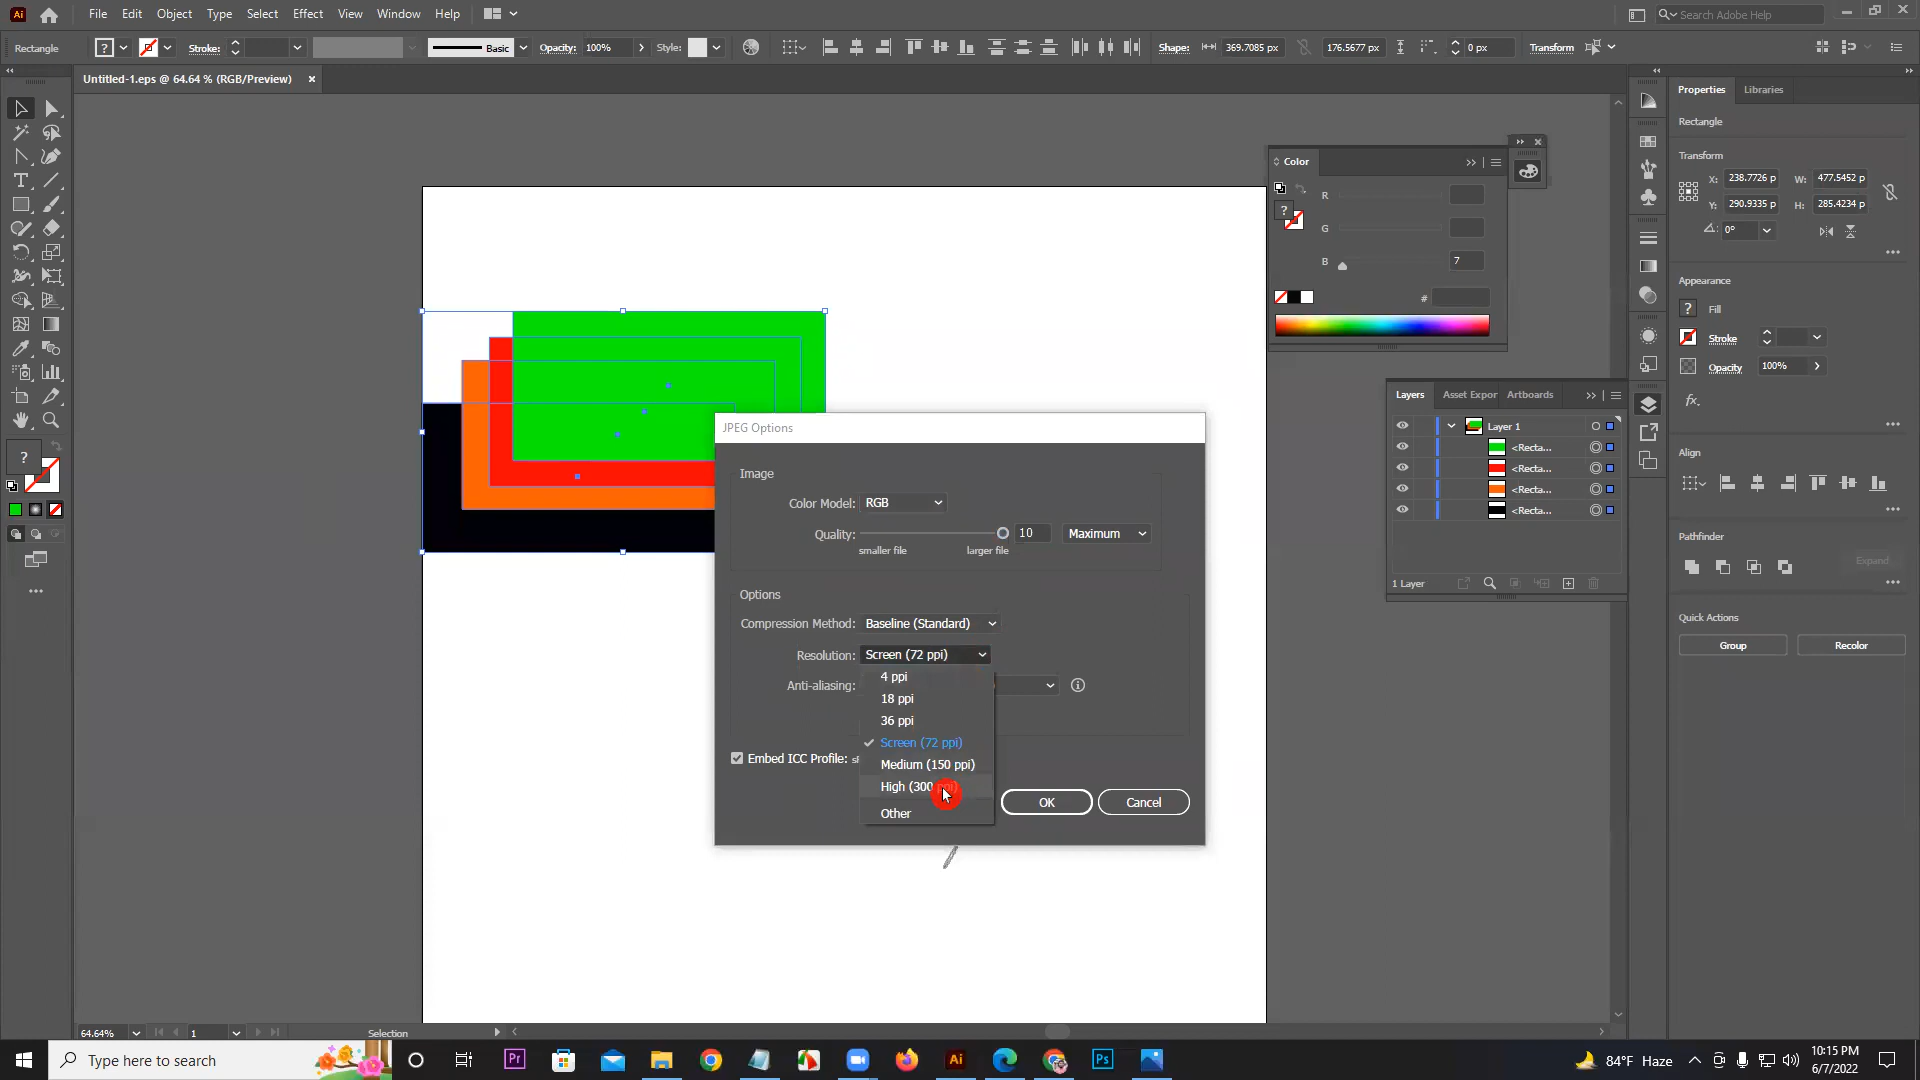 Ai File Edit Object Type Select Effect View Window Help Search Adobe Help
Rectangle ? Stroke: Basic Opacity: 100% Style: Shape: 369.7085 px 176.5677 px 0 px Transform
Untitled-1.eps @ 64.64 % (RGB/Preview) ×
Properties Libraries
Rectangle
Transform
X: 238.7726 p W: 477.5452 p
Y: 290.9335 p H: 285.4234 p
0°
Appearance
? Fill
Stroke
Opacity 100%
fx.
Align
Pathfinder
Expand
Quick Actions
Group Recolor
Color
R
G
B 7
#
?
Layers Asset Expor Artboards
Layer 1
<Recta...
<Recta...
<Recta...
<Recta...
1 Layer
JPEG Options
Image
Color Model: RGB
Quality: 10 Maximum
smaller file larger file
Options
Compression Method: Baseline (Standard)
Resolution: Screen (72 ppi)
Anti-aliasing:
4 ppi
18 ppi
36 ppi
Screen (72 ppi)
Medium (150 ppi)
High (300 ppi)
Other
Embed ICC Profile:
OK Cancel
?
64.64% 1 Selection
Type here to search
Pr Ai Ps
84°F Haze
10:15 PM
6/7/2022